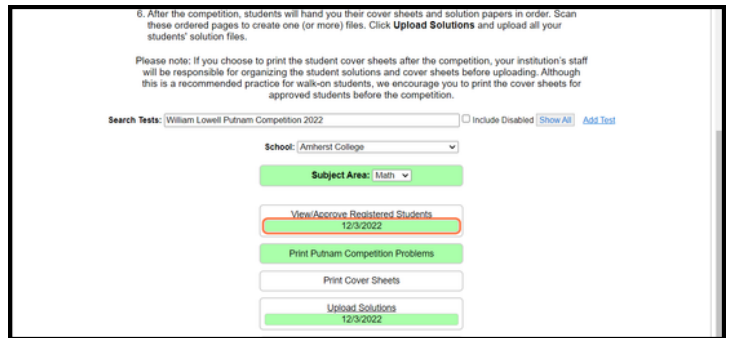 6. After the competition, students will hand you their cover sheets and solution papers in order. Scan
these ordered pages to create one (or more) files. Click Upload Solutions and upload all your
students' solution files.
Please note: If you choose to print the student cover sheets after the competition, your institution's staff
will be responsible for organizing the student solutions and cover sheets before uploading. Although
this is a recommended practice for walk-on students, we encourage you to print the cover sheets for
approved students before the competition.
Search Tests: William Lowell Putnam Competition 2022 Include Disabled Show All Add Test
School: Amherst College
Subject Area: Math
View/Approve Registered Students
12/3/2022
Print Putnam Competition Problems
Print Cover Sheets
Upload Solutions
12/3/2022